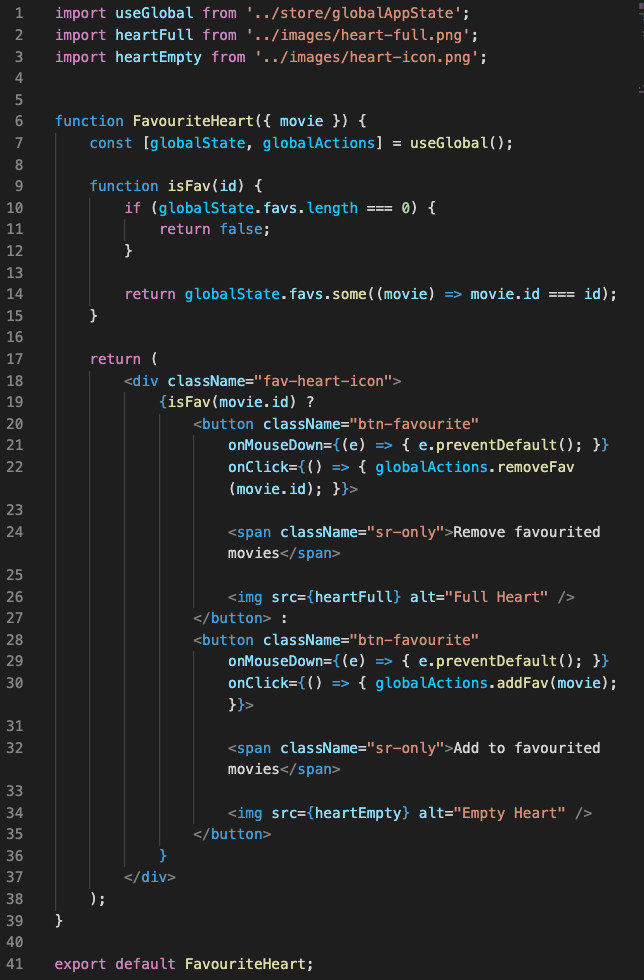 1 import useGlobal from '../store/globalAppState';
2 import heartFull from '../images/heart-full.png';
3 import heartEmpty from '../images/heart-icon.png';
4
5
6 function FavouriteHeart({ movie }) {
7     const [globalState, globalActions] = useGlobal();
8
9     function isFav(id) {
10         if (globalState.favs.length === 0) {
11             return false;
12         }
13
14         return globalState.favs.some((movie) => movie.id === id);
15     }
16
17     return (
18         <div className="fav-heart-icon">
19             {isFav(movie.id) ?
20                 <button className="btn-favourite"
21                     onMouseDown={(e) => { e.preventDefault(); }}
22                     onClick={() => { globalActions.removeFav
                    (movie.id); }}>
23
24                     <span className="sr-only">Remove favourited
                    movies</span>
25
26                     <img src={heartFull} alt="Full Heart" />
27                 </button> :
28                 <button className="btn-favourite"
29                     onMouseDown={(e) => { e.preventDefault(); }}
30                     onClick={() => { globalActions.addFav(movie);
                    }}>
31
32                     <span className="sr-only">Add to favourited
                    movies</span>
33
34                     <img src={heartEmpty} alt="Empty Heart" />
35                 </button>
36             }
37         </div>
38     );
39 }
40
41 export default FavouriteHeart;